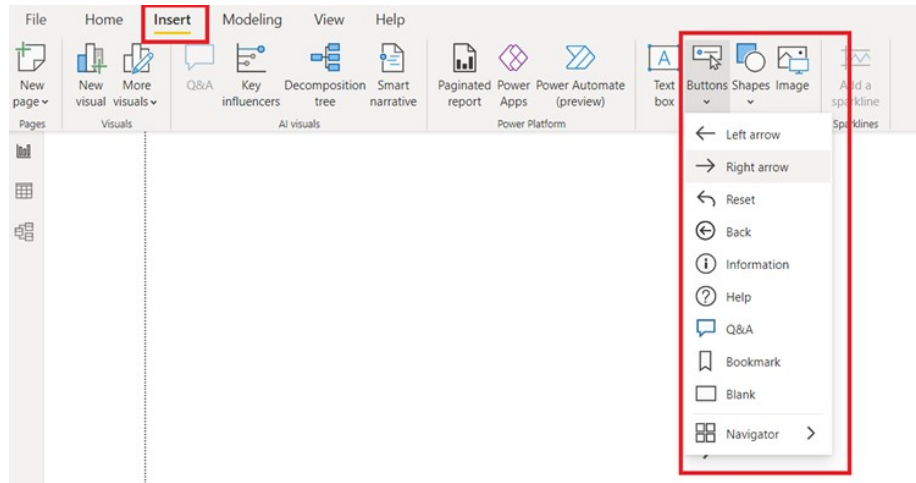 File Home Insert Modeling View Help
New page
New visual
More visuals
Q&A
Key influencers
Decomposition tree
Smart narrative
Paginated report
Power Apps
Power Automate (preview)
Text box
Buttons
Shapes
Image
Add a sparkline
Pages
Visuals
AI visuals
Power Platform
Sparklines
Left arrow
Right arrow
Reset
Back
Information
Help
Q&A
Bookmark
Blank
Navigator